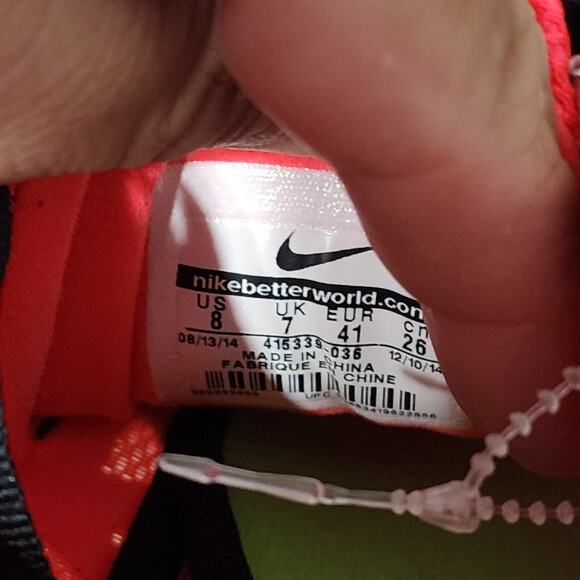 nikebetterworld.com
US UK EUR cm
8 7 41 26
08/13/14 415339-036 12/10/14
MADE IN CHINA
FABRIQUE EN CHINE
UPC